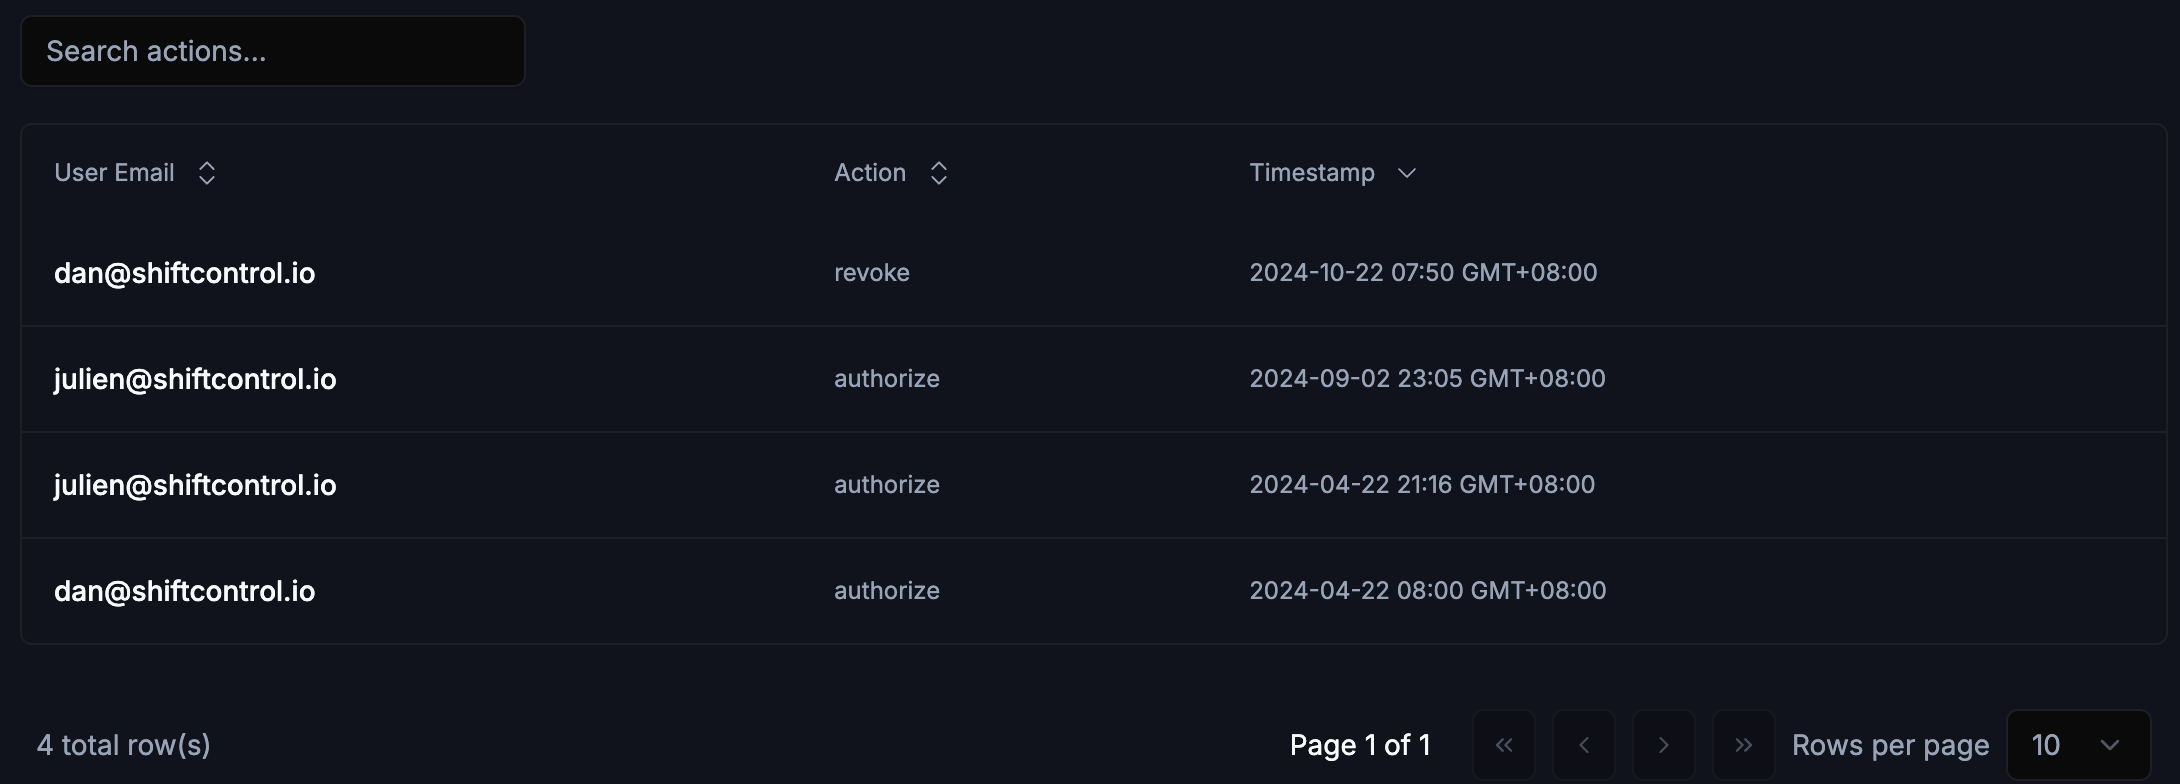 Search actions...
User Email Action Timestamp
dan@shiftcontrol.io revoke 2024-10-22 07:50 GMT+08:00
julien@shiftcontrol.io authorize 2024-09-02 23:05 GMT+08:00
julien@shiftcontrol.io authorize 2024-04-22 21:16 GMT+08:00
dan@shiftcontrol.io authorize 2024-04-22 08:00 GMT+08:00
4 total row(s) Page 1 of 1 Rows per page 10